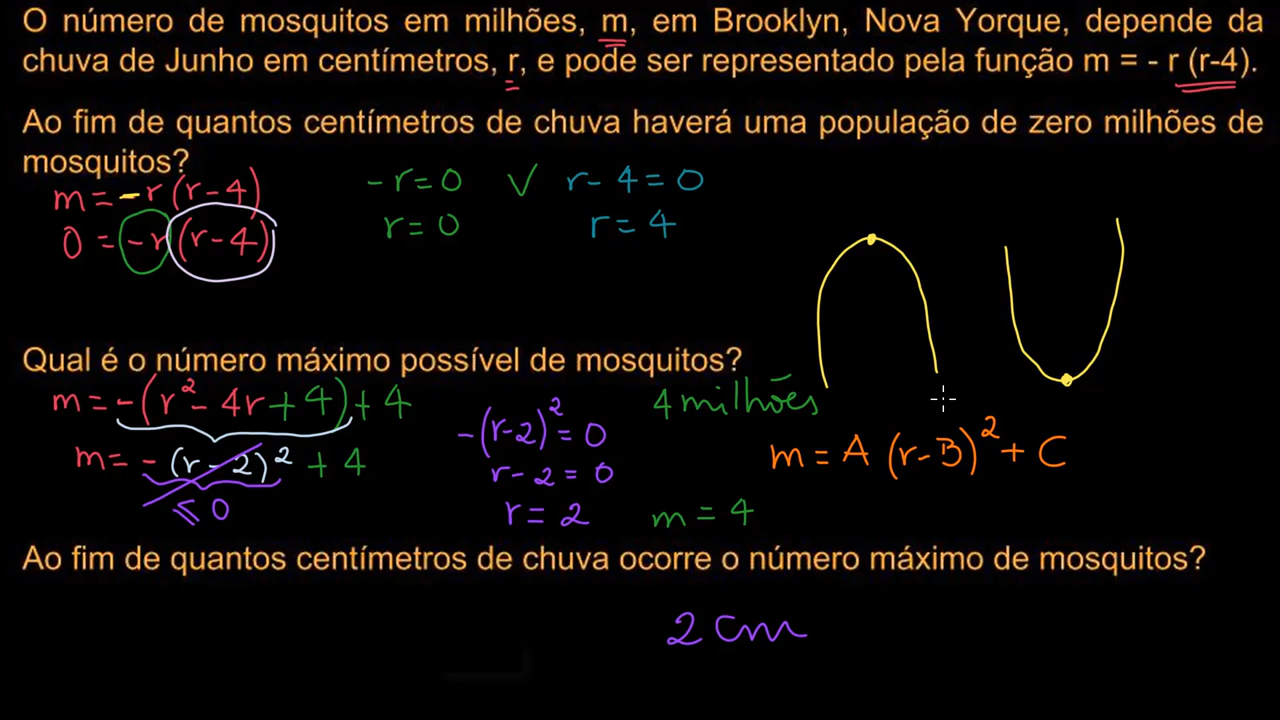 O número de mosquitos em milhões, m, em Brooklyn, Nova Yorque, depende da
chuva de Junho em centímetros, r, e pode ser representado pela função m = - r (r-4).
Ao fim de quantos centímetros de chuva haverá uma população de zero milhões de
mosquitos?
m = -r (r-4)
0 = -r (r-4)
-r = 0 V r-4=0
r = 0 r = 4
Qual é o número máximo possível de mosquitos?
m = -(r² - 4r + 4) + 4
m = -(r-2)² + 4
≤ 0
-(r-2)² = 0
r-2 = 0
r = 2
4 milhões
m = 4
m = A (r-B)² + C
Ao fim de quantos centímetros de chuva ocorre o número máximo de mosquitos?
2 cm